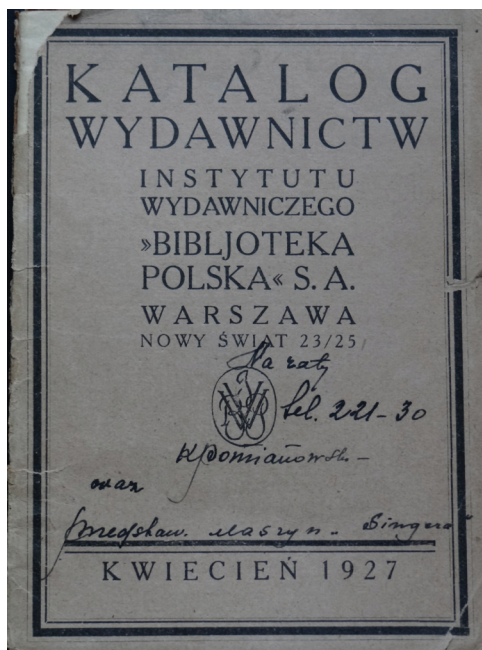 KATALOG
WYDAWNICTW
INSTYTUTU
WYDAWNICZEGO
»BIBLJOTEKA
POLSKA« S. A.
WARSZAWA
NOWY ŚWIAT 23/25
Na raty
tel. 221-30
oraz
Maszyn „Singera”
KWIECIEŃ 1927